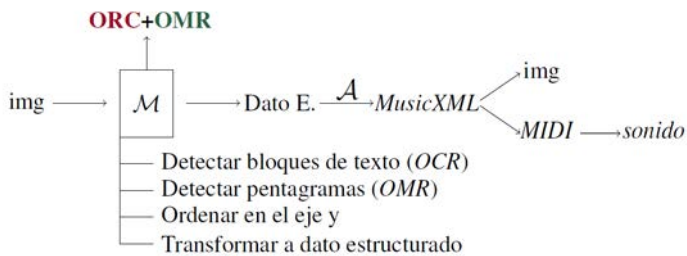 ORC+OMR
img
img M Dato E. A MusicXML
MIDI sonido
Detectar bloques de texto (OCR)
Detectar pentagramas (OMR)
Ordenar en el eje y
Transformar a dato estructurado